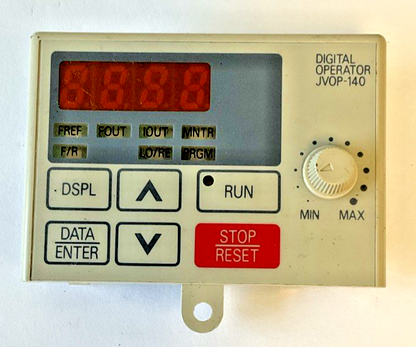 DIGITAL
OPERATOR
JVOP-140
8888
FREF FOUT IOUT MNTR
F/R LO/RE PRGM
DSPL RUN
MIN MAX
DATA
ENTER
STOP
RESET